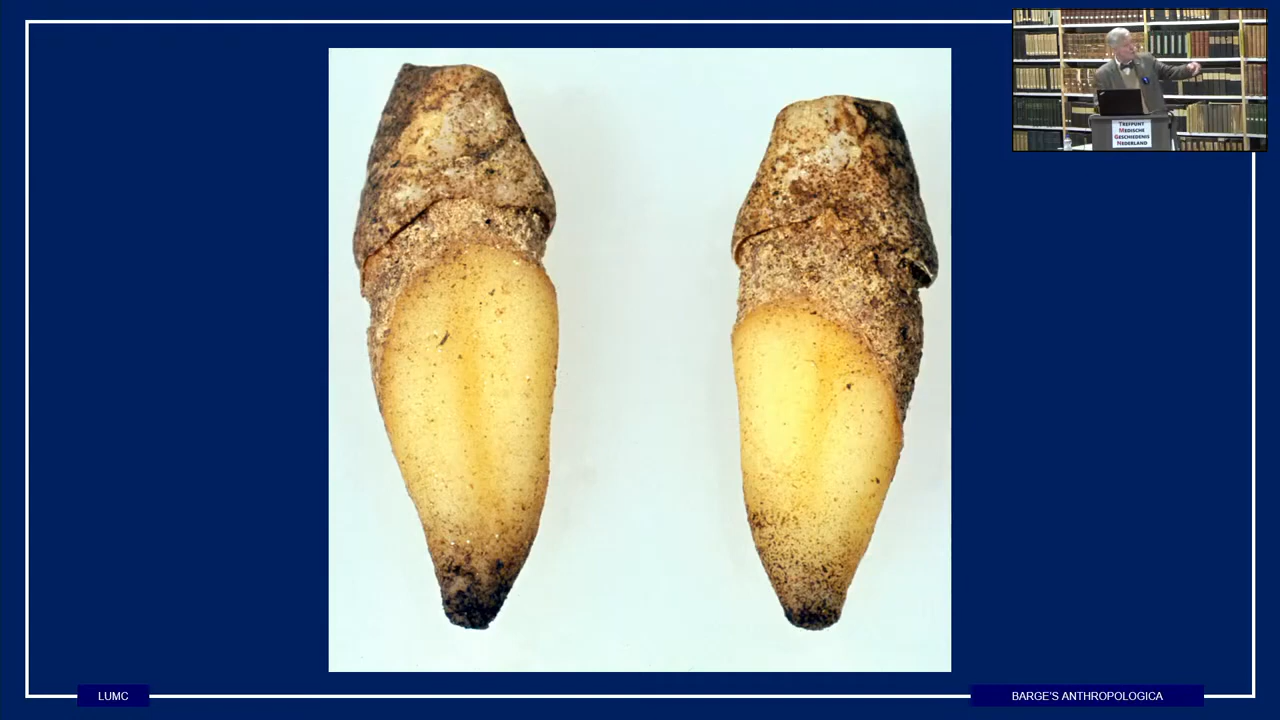 TREFPUNT
MEDISCHE
GESCHIEDENIS
NEDERLAND
LUMC
BARGE'S ANTHROPOLOGICA